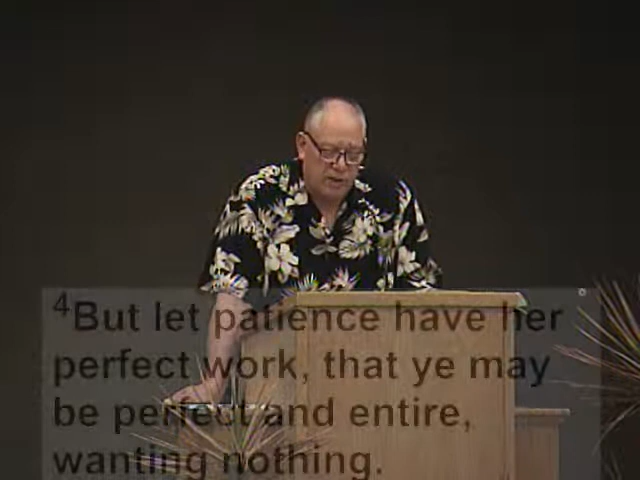 4But let patience have her
perfect work, that ye may
be perfect and entire,
wanting nothing.